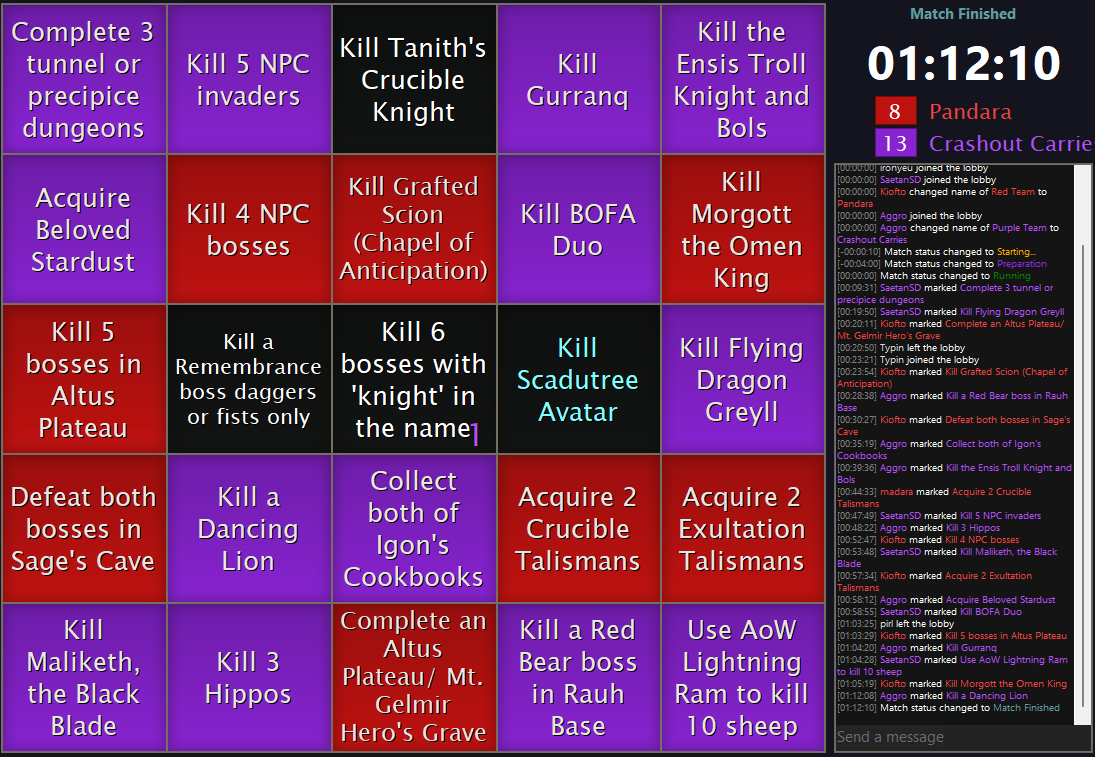 Complete 3
tunnel or
precipice
dungeons
Kill 5 NPC
invaders
Kill Tanith's
Crucible
Knight
Kill
Gurranq
Kill the
Ensis Troll
Knight and
Bols
Acquire
Beloved
Stardust
Kill 4 NPC
bosses
Kill Grafted
Scion
(Chapel of
Anticipation)
Kill BOFA
Duo
Kill
Morgott
the Omen
King
Kill 5
bosses in
Altus
Plateau
Kill a
Remembrance
boss daggers
or fists only
Kill 6
bosses with
'knight' in
the name
1
Kill
Scadutree
Avatar
Kill Flying
Dragon
Greyll
Defeat both
bosses in
Sage's Cave
Kill a
Dancing
Lion
Collect
both of
Igon's
Cookbooks
Acquire 2
Crucible
Talismans
Acquire 2
Exultation
Talismans
Kill
Maliketh,
the Black
Blade
Kill 3
Hippos
Complete an
Altus
Plateau/ Mt.
Gelmir
Hero's Grave
Kill a Red
Bear boss
in Rauh
Base
Use AoW
Lightning
Ram to kill
10 sheep
Match Finished
01:12:10
8 Pandara
13 Crashout Carrie
[00:00:00] ironyeu joined the lobby
[00:00:00] SaetanSD joined the lobby
[00:00:00] Kiofto changed name of Red Team to
Pandara
[00:00:00] Aggro joined the lobby
[00:00:00] Aggro changed name of Purple Team to
Crashout Carries
[-00:00:10] Match status changed to Starting...
[-00:04:00] Match status changed to Preparation
[00:00:00] Match status changed to Running
[00:09:31] SaetanSD marked Complete 3 tunnel or
precipice dungeons
[00:19:50] SaetanSD marked Kill Flying Dragon Greyll
[00:20:11] Kiofto marked Complete an Altus Plateau/
Mt. Gelmir Hero's Grave
[00:20:50] Typin left the lobby
[00:23:21] Typin joined the lobby
[00:23:54] Kiofto marked Kill Grafted Scion (Chapel of
Anticipation)
[00:28:38] Aggro marked Kill a Red Bear boss in Rauh
Base
[00:30:27] Kiofto marked Defeat both bosses in Sage's
Cave
[00:35:19] Aggro marked Collect both of Igon's
Cookbooks
[00:39:36] Aggro marked Kill the Ensis Troll Knight and
Bols
[00:44:33] madara marked Acquire 2 Crucible
Talismans
[00:47:49] SaetanSD marked Kill 5 NPC invaders
[00:48:22] Aggro marked Kill 3 Hippos
[00:52:47] Kiofto marked Kill 4 NPC bosses
[00:53:48] SaetanSD marked Kill Maliketh, the Black
Blade
[00:57:34] Kiofto marked Acquire 2 Exultation
Talismans
[00:58:12] Aggro marked Acquire Beloved Stardust
[00:58:55] SaetanSD marked Kill BOFA Duo
[01:03:25] pirl left the lobby
[01:03:29] Kiofto marked Kill 5 bosses in Altus Plateau
[01:04:20] Aggro marked Kill Gurranq
[01:04:28] SaetanSD marked Use AoW Lightning Ram
to kill 10 sheep
[01:05:19] Kiofto marked Kill Morgott the Omen King
[01:12:08] Aggro marked Kill a Dancing Lion
[01:12:10] Match status changed to Match Finished
Send a message